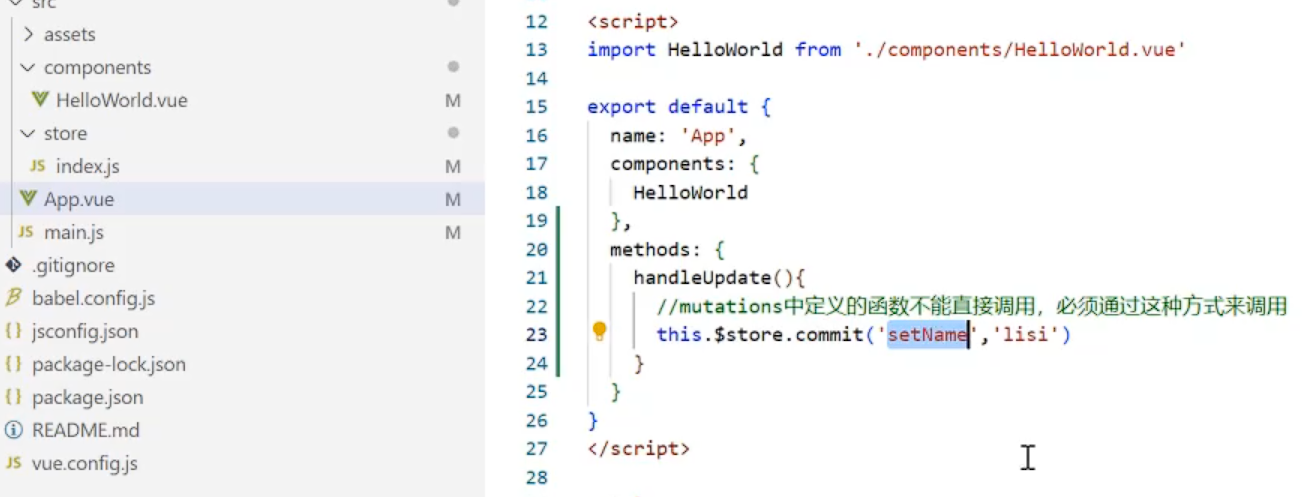 src
assets
components
HelloWorld.vue M
store
JS index.js M
App.vue M
JS main.js M
.gitignore
babel.config.js
{} jsconfig.json
{} package-lock.json
{} package.json
README.md
JS vue.config.js
12 <script>
13 import HelloWorld from './components/HelloWorld.vue'
14
15 export default {
16 name: 'App',
17 components: {
18 HelloWorld
19 },
20 methods: {
21 handleUpdate(){
22 //mutations中定义的函数不能直接调用，必须通过这种方式来调用
23 this.$store.commit('setName','lisi')
24 }
25 }
26 }
27 </script>
28